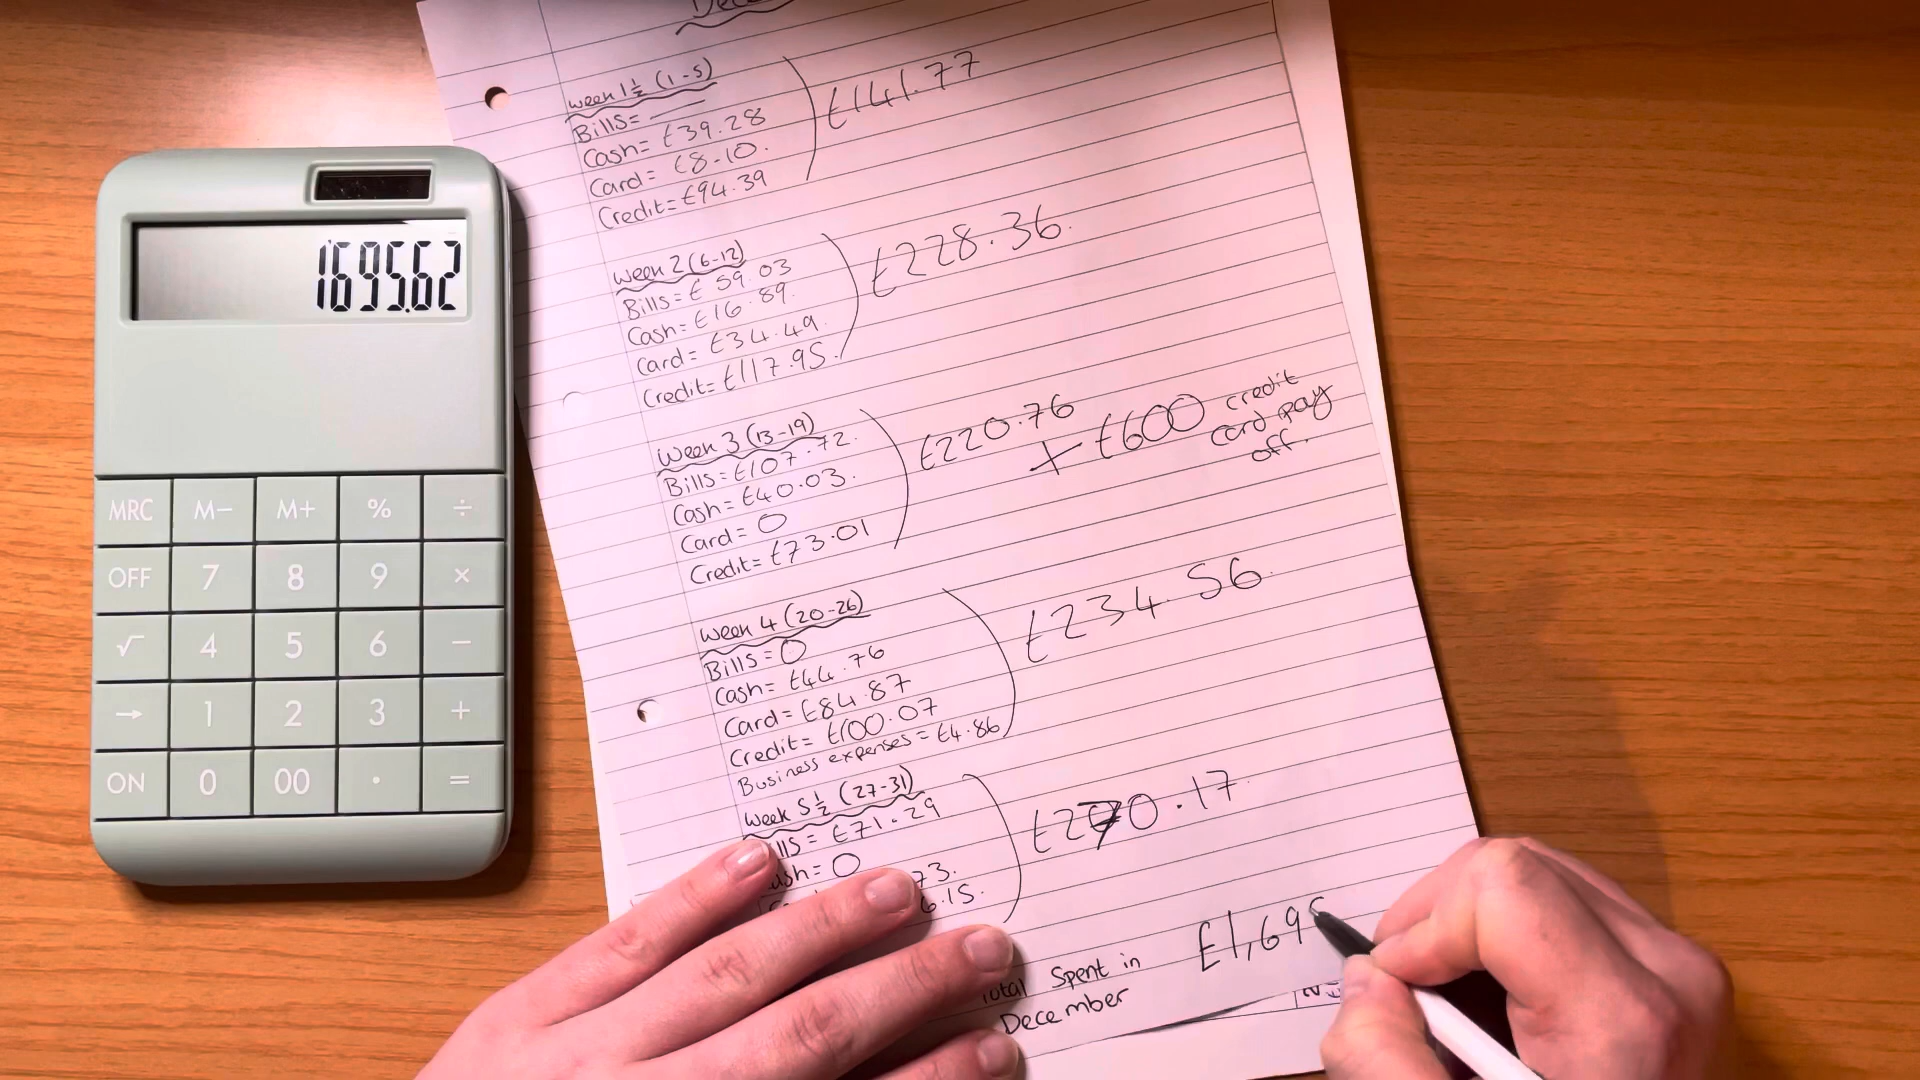 Week 1½ (1-5)
Bills=
Cash= £39.28
Card= £8-10.
Credit= £94.39
£141.77
Week 2 (6-12)
Bills= £59.03
Cash= £16.89.
Card= £34.49.
Credit= £117.95.
£228.36.
Week 3 (13-19)
Bills= £107.72.
Cash= £40.03.
Card= 0
Credit= £73.01
£220.76
+ £600 credit
card pay
off.
Week 4 (20-26)
Bills= 0
Cash= £44.76
Card= £84.87
Credit= £100.07
Business expenses = £4.86
£234.56.
Week 5½ (27-31)
= £71.29
= 0
73.
6.15.
£270.17.
Total Spent in
December
£1,695
1695.62
MRC M- M+ % ÷
OFF 7 8 9 ×
√ 4 5 6 -
→ 1 2 3 +
ON 0 00 · =